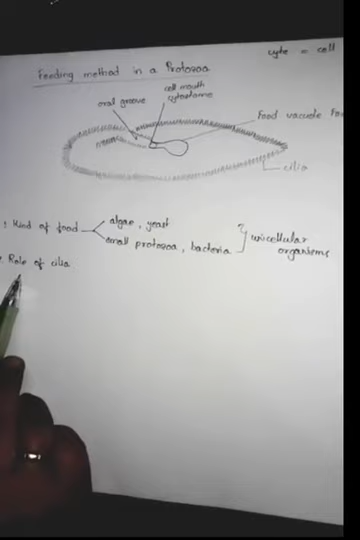 cyto = cell
Feeding method in a Protozoa
cell mouth
cytostome
oral groove
Food vacuole
cilia
Kind of food
algae, yeast
small protozoa, bacteria
unicellular
organisms
Role of cilia